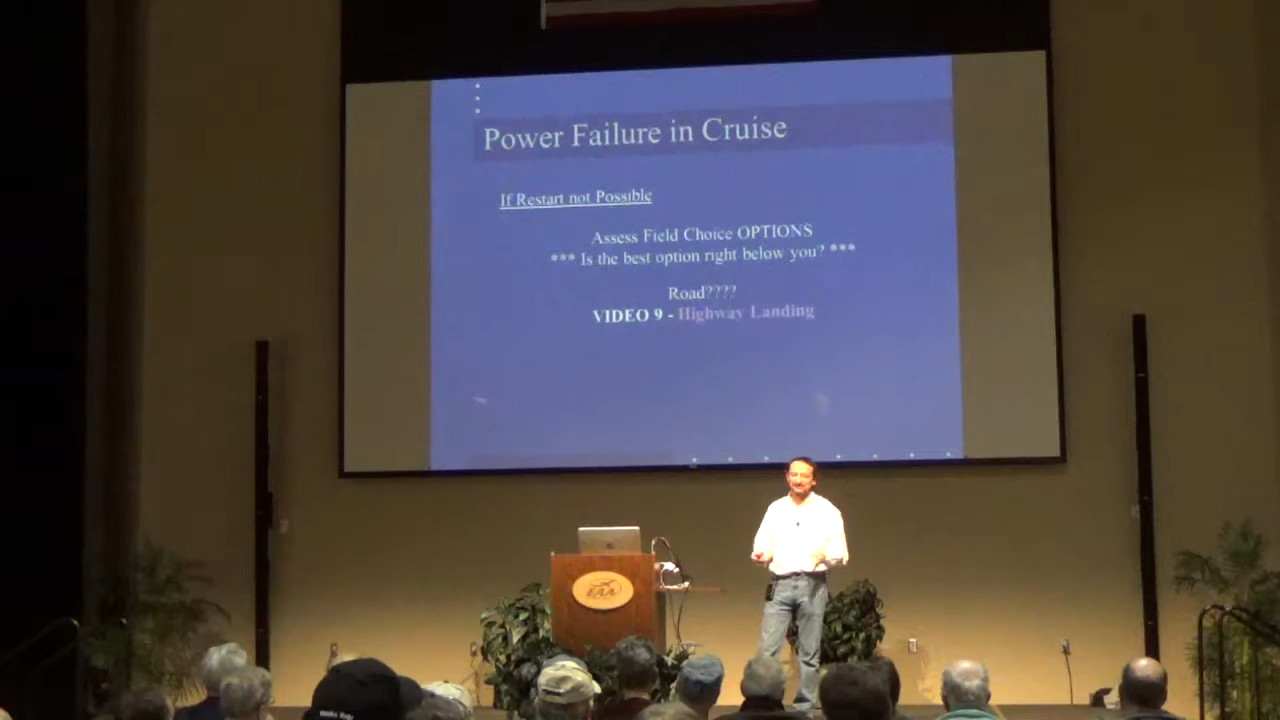 Power Failure in Cruise
If Restart not Possible
Assess Field Choice OPTIONS
*** Is the best option right below you? ***
Road????
VIDEO 9 - Highway Landing
EAA